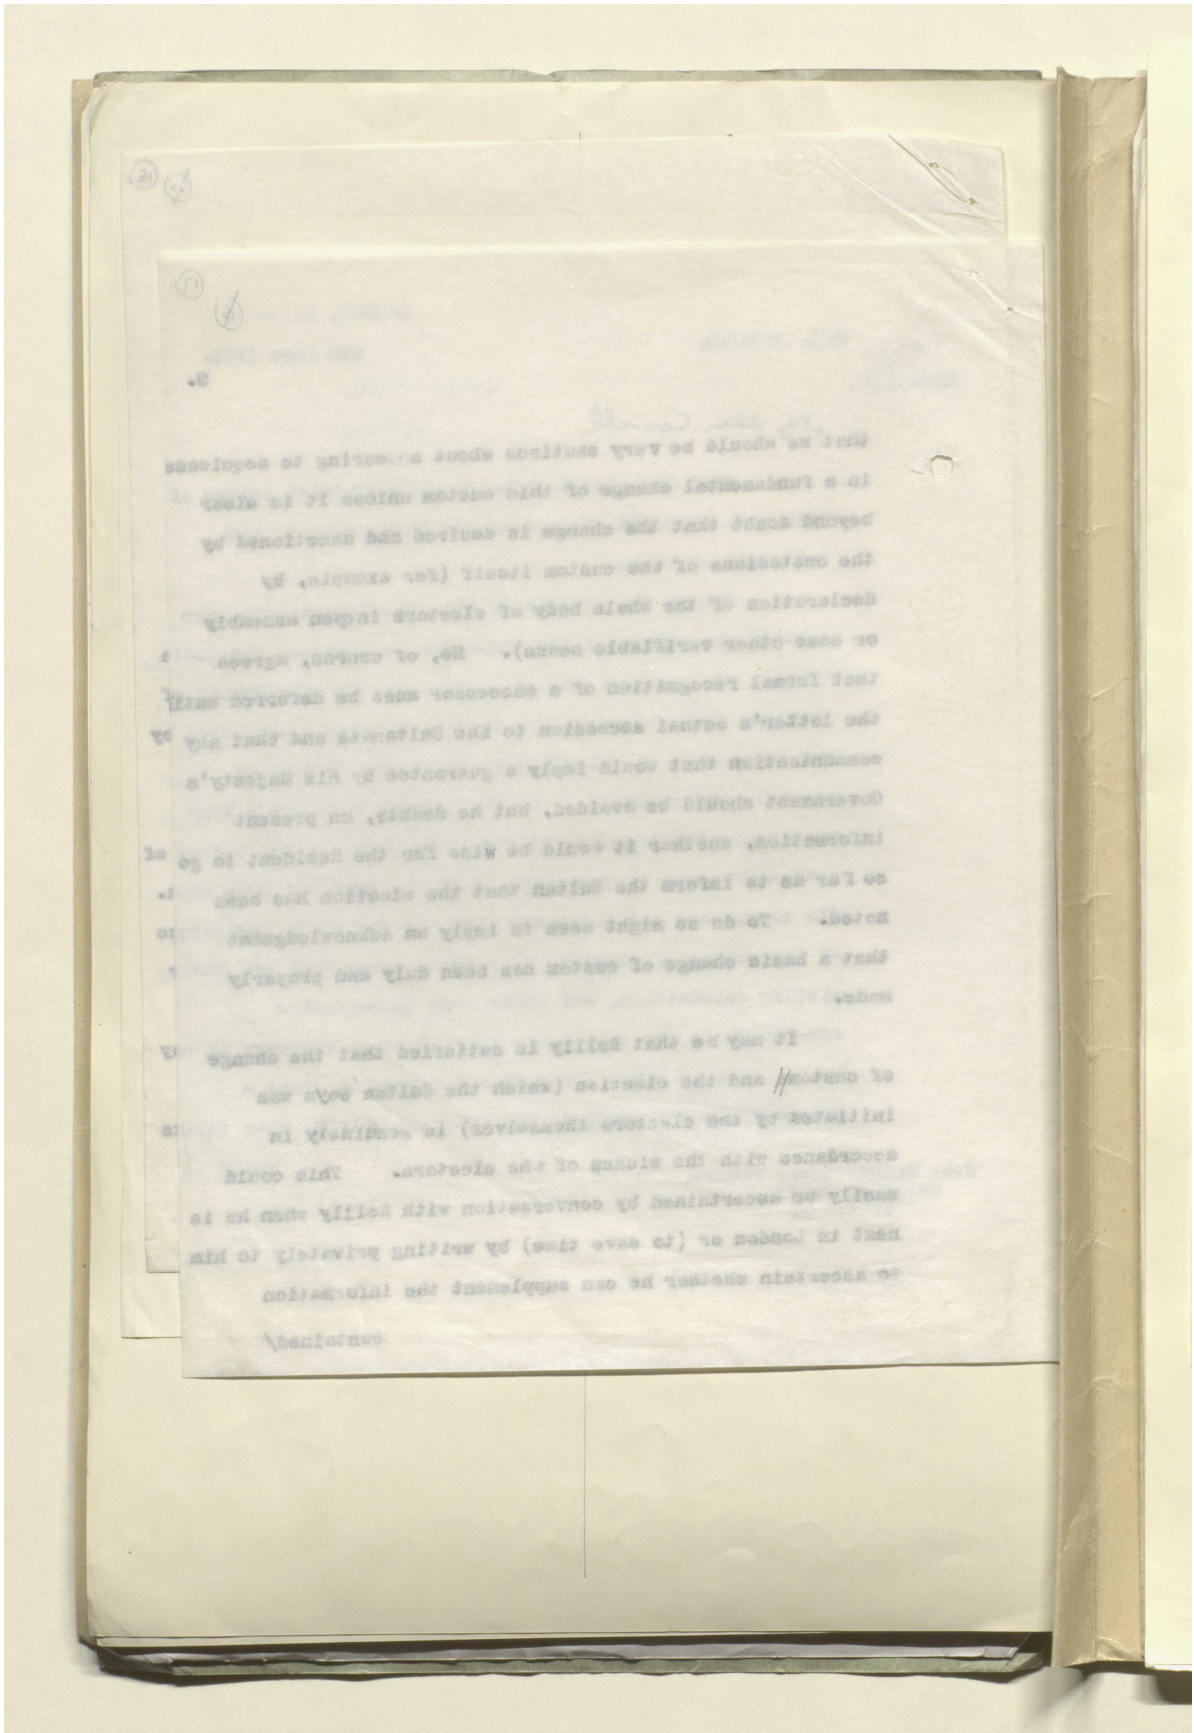 2.
that we should be very cautious about appearing to acquiesce
in a fundamental change of this custom unless it is clear
beyond doubt that the change is desired and sanctioned by
the custodians of the custom itself (for example, by
declaration of the whole body of electors inopen assembly
or some other verifiable means). He, of course, agrees
that formal recognition of a successor must be deferred until
the latter's actual accession to the Sultanate and that any
communication that would imply a guarantee by His Majesty's
Government should be avoided, but he doubts, on present
information, whether it would be wise for the Resident to go
so far as to inform the Sultan that the election has been
noted. To do so might seem to imply an acknowledgment
that a basic change of custom has been duly and properly
made.
It may be that Reilly is satisfied that the change
of custom // and the election (which the Sultan says was
initiated by the electors themselves) is genuinely in
accordance with the wishes of the electors. This could
easily be ascertained by conversation with Reilly when he is
next in London or (to save time) by writing privately to him
to ascertain whether he can supplement the information
contained/